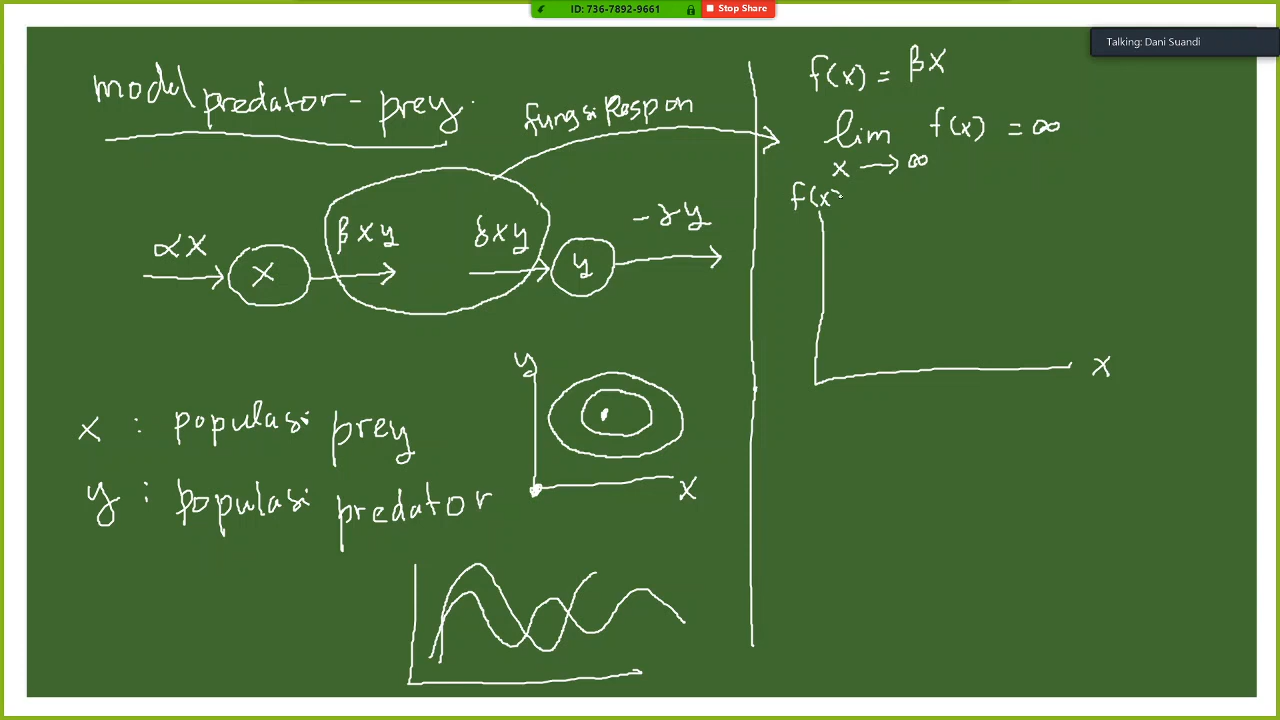 ID: 736-7892-9661
Stop Share
Talking: Dani Suandi
model predator-prey
Fungsi Respon
αX
X
βXy
δXy
y
-γy
x : populasi prey
y : populasi predator
y
X
f(x) = βX
lim f(x) = ∞
x → ∞
f(x)
X